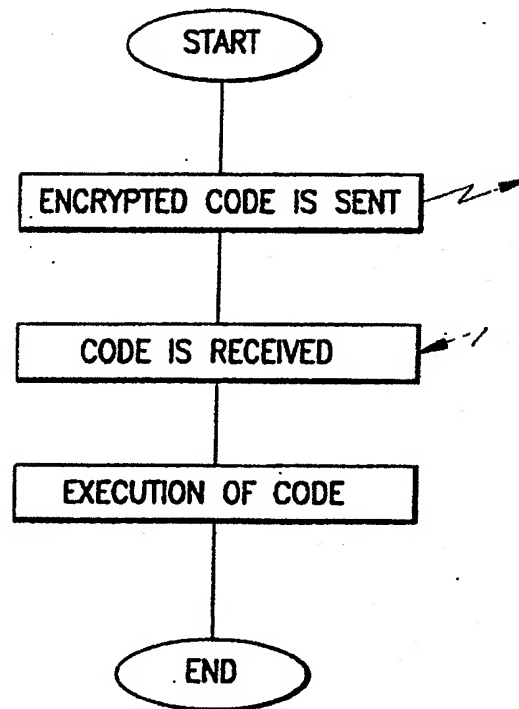 START
ENCRYPTED CODE IS SENT
CODE IS RECEIVED
EXECUTION OF CODE
END